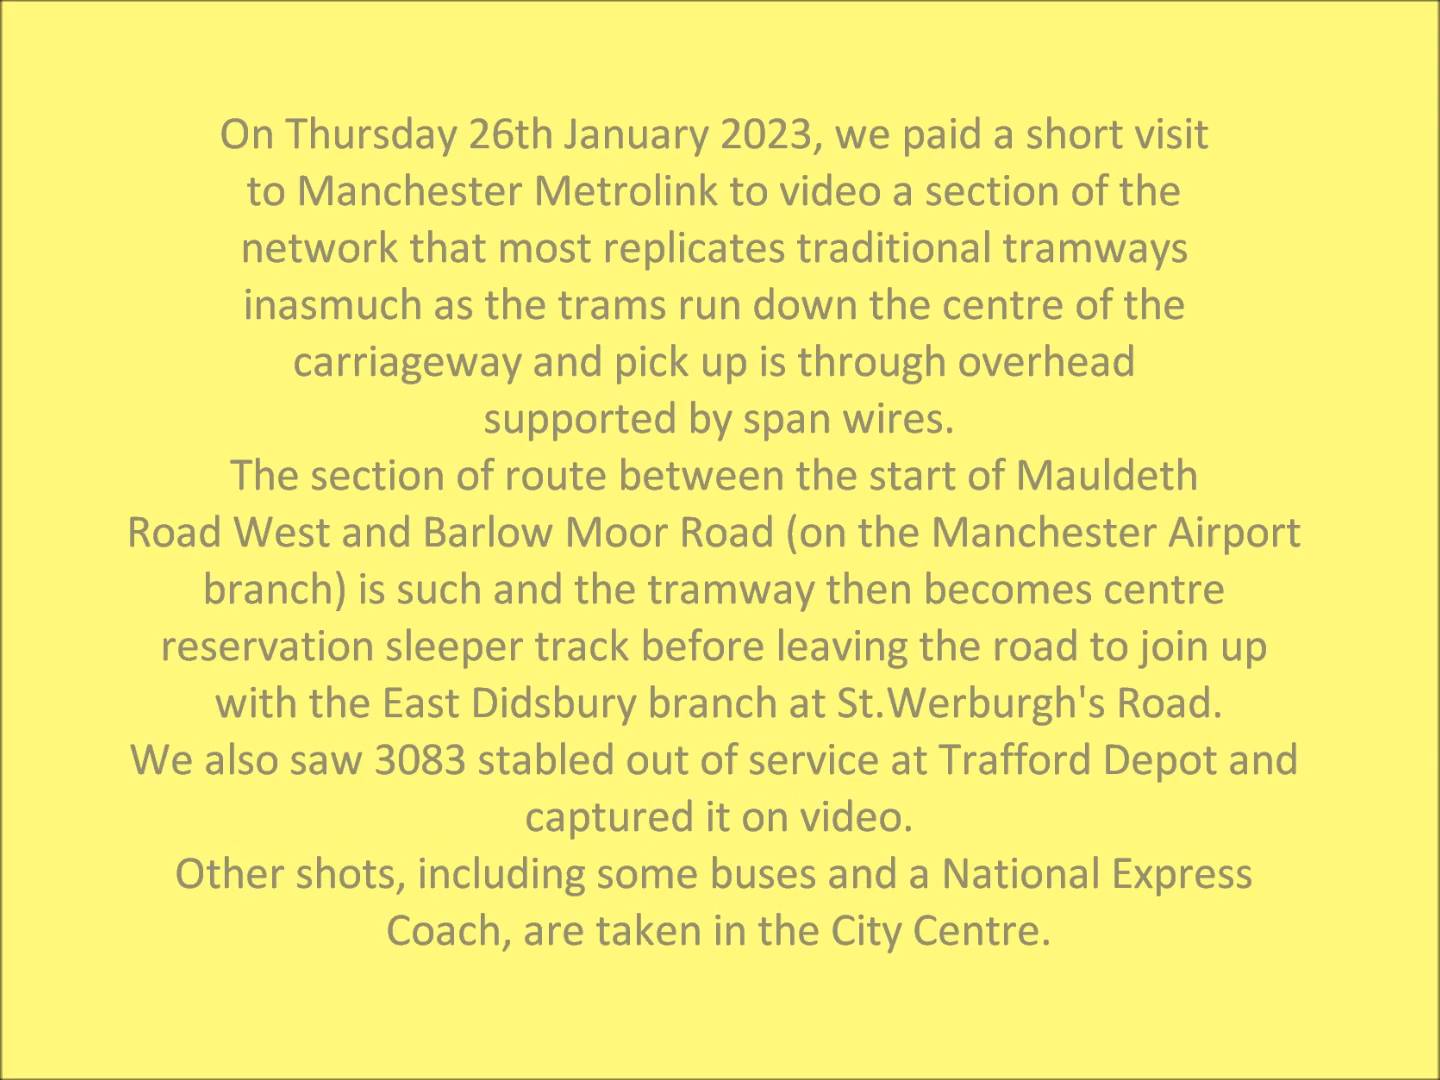 On Thursday 26th January 2023, we paid a short visit
to Manchester Metrolink to video a section of the
network that most replicates traditional tramways
inasmuch as the trams run down the centre of the
carriageway and pick up is through overhead
supported by span wires.
The section of route between the start of Mauldeth
Road West and Barlow Moor Road (on the Manchester Airport
branch) is such and the tramway then becomes centre
reservation sleeper track before leaving the road to join up
with the East Didsbury branch at St.Werburgh's Road.
We also saw 3083 stabled out of service at Trafford Depot and
captured it on video.
Other shots, including some buses and a National Express
Coach, are taken in the City Centre.